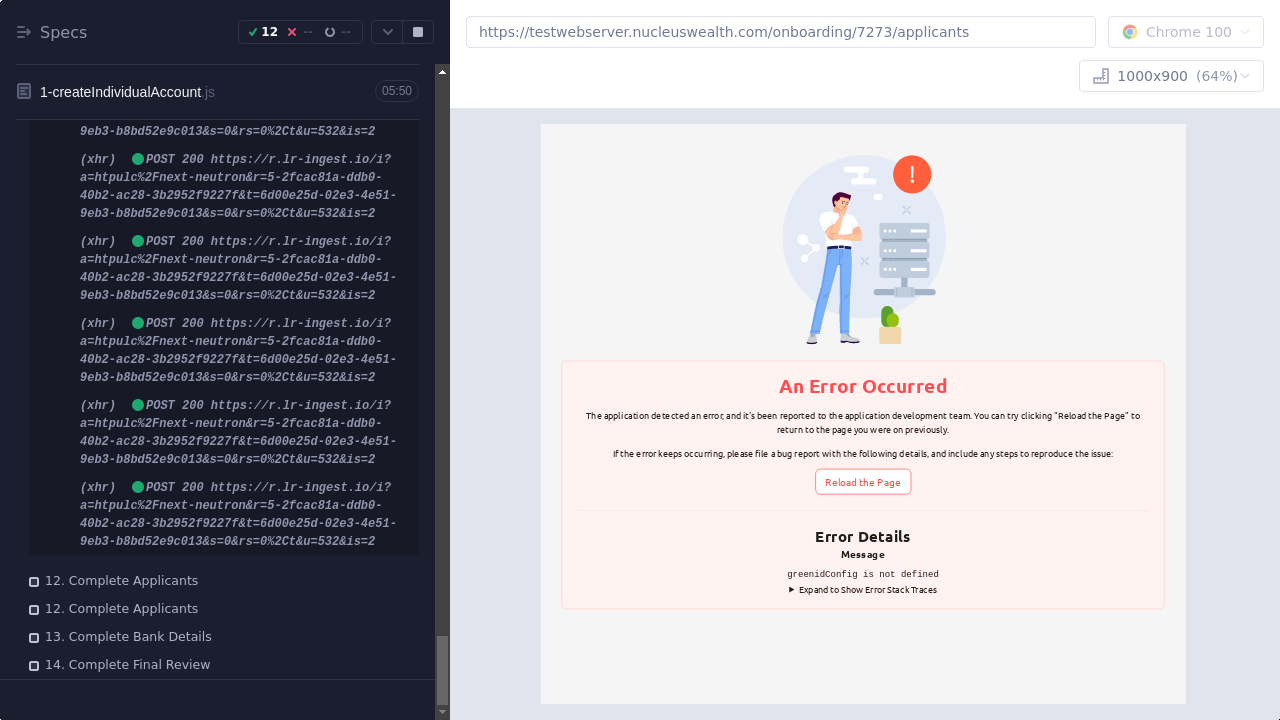 Specs
12
--
--
1-createIndividualAccount.js
05:50
9eb3-b8bd52e9c013&s=0&rs=0%2Ct&u=532&is=2
(xhr) POST 200 https://r.lr-ingest.io/i?
a=htpulc%2Fnext-neutron&r=5-2fcac81a-ddb0-
40b2-ac28-3b2952f9227f&t=6d00e25d-02e3-4e51-
9eb3-b8bd52e9c013&s=0&rs=0%2Ct&u=532&is=2
(xhr) POST 200 https://r.lr-ingest.io/i?
a=htpulc%2Fnext-neutron&r=5-2fcac81a-ddb0-
40b2-ac28-3b2952f9227f&t=6d00e25d-02e3-4e51-
9eb3-b8bd52e9c013&s=0&rs=0%2Ct&u=532&is=2
(xhr) POST 200 https://r.lr-ingest.io/i?
a=htpulc%2Fnext-neutron&r=5-2fcac81a-ddb0-
40b2-ac28-3b2952f9227f&t=6d00e25d-02e3-4e51-
9eb3-b8bd52e9c013&s=0&rs=0%2Ct&u=532&is=2
(xhr) POST 200 https://r.lr-ingest.io/i?
a=htpulc%2Fnext-neutron&r=5-2fcac81a-ddb0-
40b2-ac28-3b2952f9227f&t=6d00e25d-02e3-4e51-
9eb3-b8bd52e9c013&s=0&rs=0%2Ct&u=532&is=2
(xhr) POST 200 https://r.lr-ingest.io/i?
a=htpulc%2Fnext-neutron&r=5-2fcac81a-ddb0-
40b2-ac28-3b2952f9227f&t=6d00e25d-02e3-4e51-
9eb3-b8bd52e9c013&s=0&rs=0%2Ct&u=532&is=2
12. Complete Applicants
12. Complete Applicants
13. Complete Bank Details
14. Complete Final Review
https://testwebserver.nucleuswealth.com/onboarding/7273/applicants
Chrome 100
1000x900 (64%)
!
An Error Occurred
The application detected an error, and it's been reported to the application development team. You can try clicking "Reload the Page" to
return to the page you were on previously.
If the error keeps occurring, please file a bug report with the following details, and include any steps to reproduce the issue:
Reload the Page
Error Details
Message
greenidConfig is not defined
Expand to Show Error Stack Traces